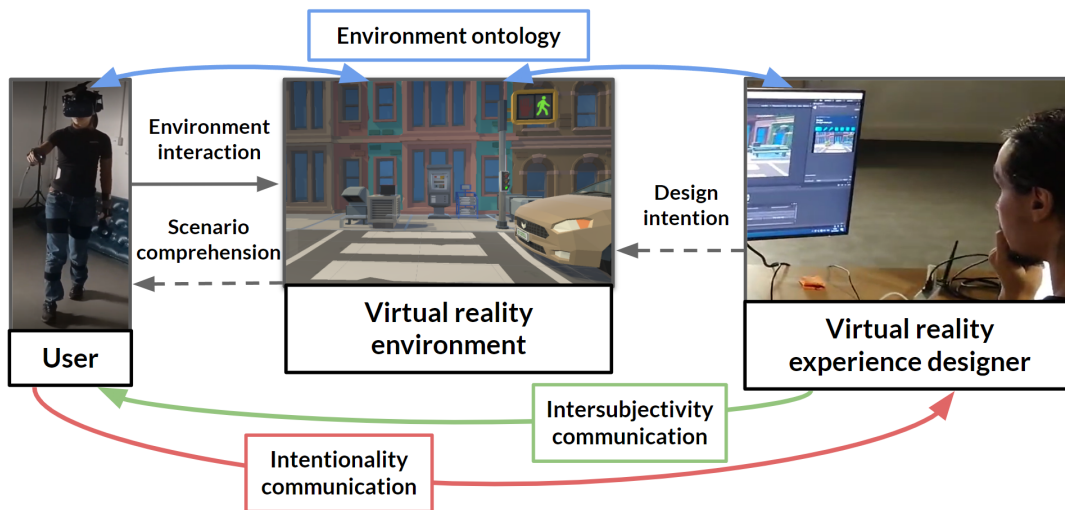 Environment ontology
Environment
interaction
Scenario
comprehension
Design
intention
User
Virtual reality
environment
Virtual reality
experience designer
Intersubjectivity
communication
Intentionality
communication